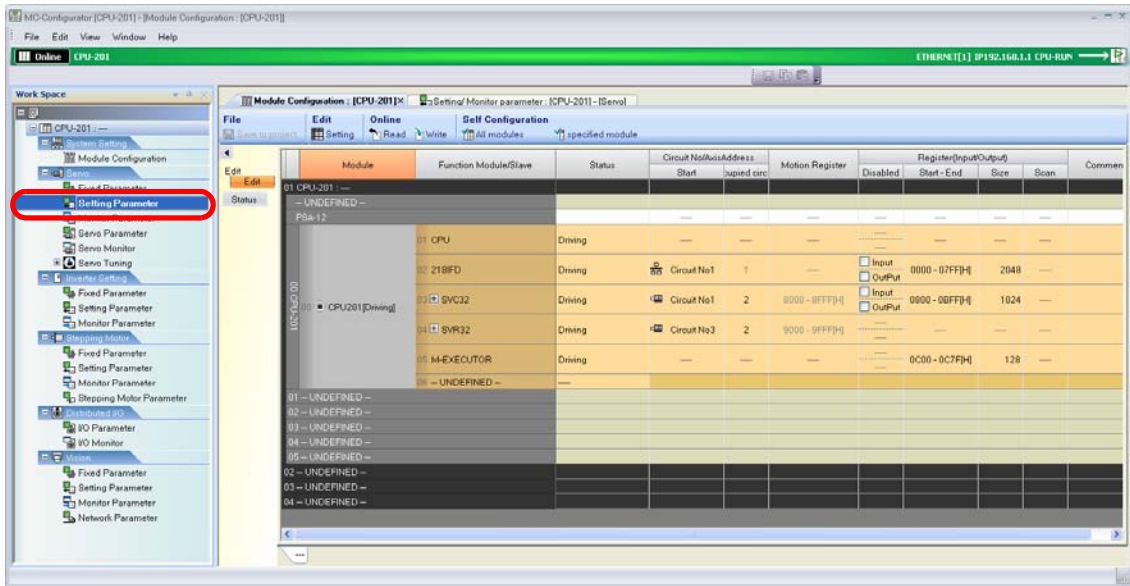 MC-Configurator [CPU-201] - [Module Configuration : [CPU-201]]
File Edit View Window Help
Online CPU-201 ETHERNET[1] IP192.168.1.1 CPU-RUN
Work Space
Module Configuration : [CPU-201]× Setting/ Monitor parameter : [CPU-201] - [Servo]
File Edit Online Self Configuration
Save to project Setting Read Write All modules specified module
CPU-201 : ---
System Setting
Module Configuration
Servo
Fixed Parameter
Setting Parameter
Monitor Parameter
Servo Parameter
Servo Monitor
Servo Tuning
Inverter Setting
Fixed Parameter
Setting Parameter
Monitor Parameter
Stepping Motor
Fixed Parameter
Setting Parameter
Monitor Parameter
Stepping Motor Parameter
Distributed I/O
I/O Parameter
I/O Monitor
Vision
Fixed Parameter
Setting Parameter
Monitor Parameter
Network Parameter
Edit
Edit
Status
Module Function Module/Slave Status Circuit No/AxisAddress Motion Register Register(Input/Output) Commen
Start cupied circ Disabled Start - End Size Scan
01 CPU-201 : ---
-- UNDEFINED --
PSA-12 --- --- --- --- --- --- ---
00 CPU-201
00 CPU201[Driving]
01 CPU Driving --- --- --- --- --- --- --- ---
02 218IFD Driving Circuit No1 1 --- Input OutPut 0000 - 07FF[H] 2048 ---
03 SVC32 Driving Circuit No1 2 8000 - 8FFF[H] Input OutPut 0800 - 0BFF[H] 1024 ---
04 SVR32 Driving Circuit No3 2 9000 - 9FFF[H] --- --- --- --- ---
05 M-EXECUTOR Driving --- --- --- --- --- 0C00 - 0C7F[H] 128 ---
06 -- UNDEFINED -- ---
01 -- UNDEFINED --
02 -- UNDEFINED --
03 -- UNDEFINED --
04 -- UNDEFINED --
05 -- UNDEFINED --
02 -- UNDEFINED --
03 -- UNDEFINED --
04 -- UNDEFINED --
---